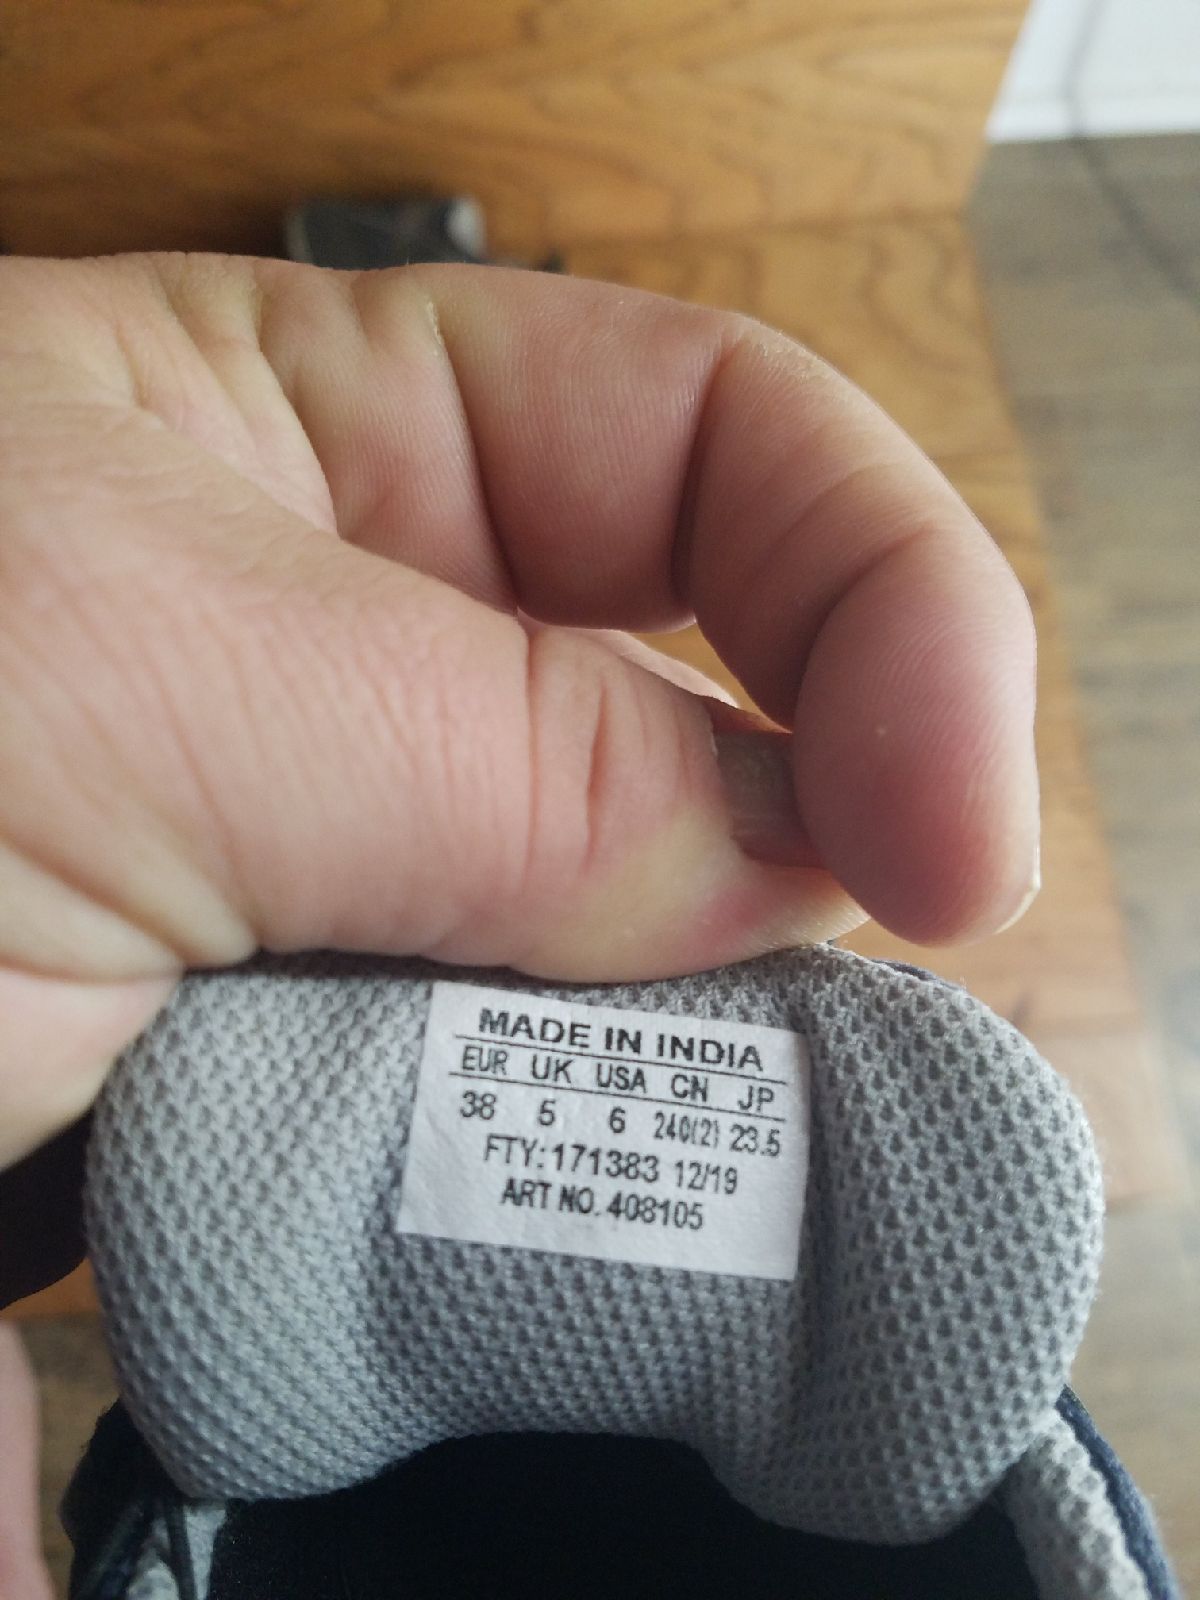 MADE IN INDIA
EUR UK USA CN JP
38 5 6 240(2) 23.5
FTY:171383 12/19
ART NO. 408105